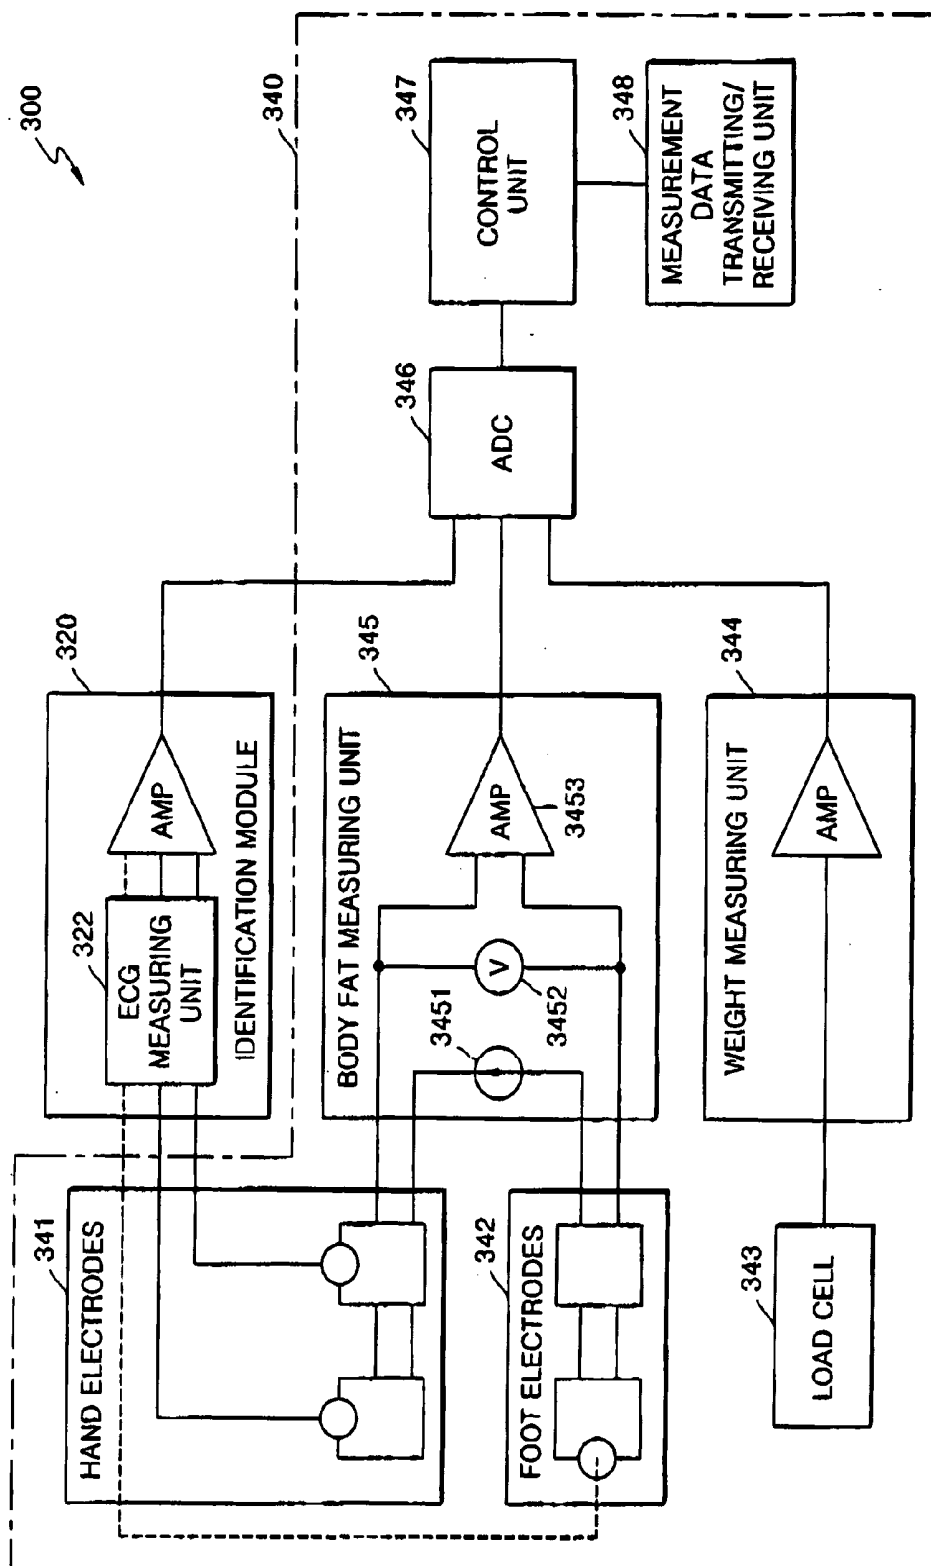 300
340
320
322
ECG
MEASURING
UNIT
AMP
IDENTIFICATION MODULE
341
HAND ELECTRODES
345
BODY FAT MEASURING UNIT
3451
V
3452
AMP
3453
346
ADC
347
CONTROL
UNIT
348
MEASUREMENT
DATA
TRANSMITTING/
RECEIVING UNIT
342
FOOT ELECTRODES
343
LOAD CELL
344
WEIGHT MEASURING UNIT
AMP